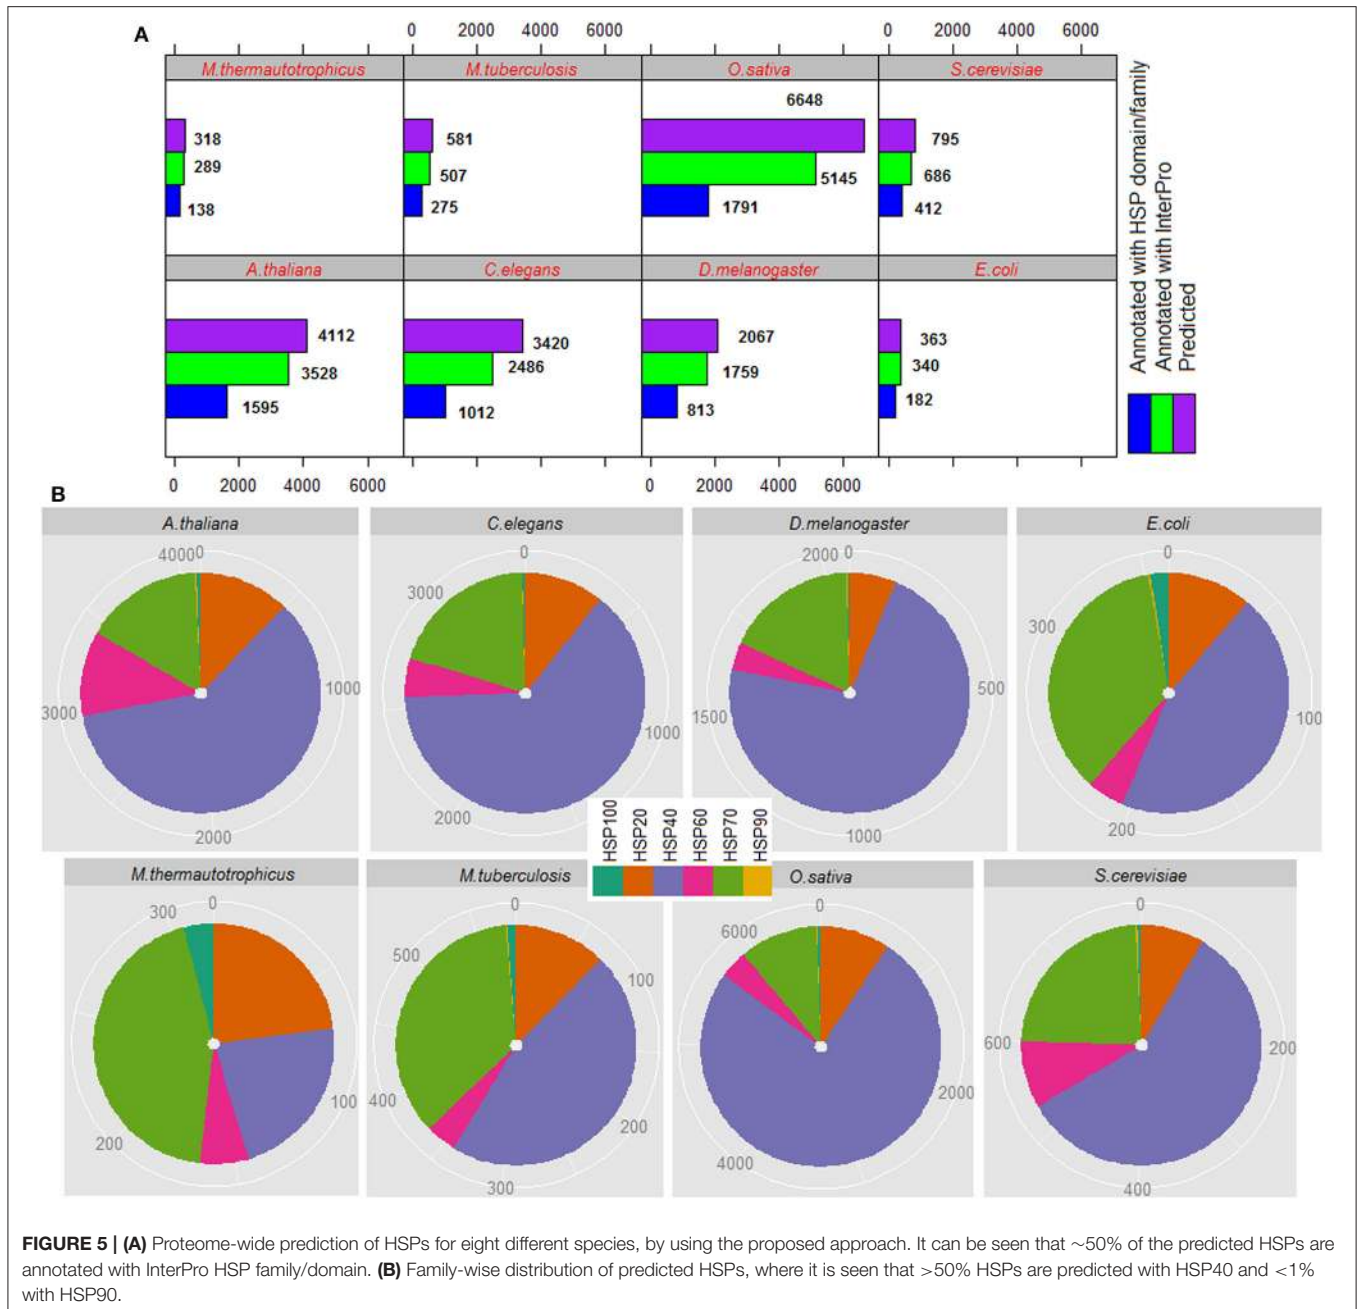 A
0 2000 4000 6000
0 2000 4000 6000
M.thermautotrophicus
M.tuberculosis
O.sativa
S.cerevisiae
318
289
138
581
507
275
6648
5145
1791
795
686
412
A.thaliana
C.elegans
D.melanogaster
E.coli
4112
3528
1595
3420
2486
1012
2067
1759
813
363
340
182
0 2000 4000 6000
0 2000 4000 6000
Annotated with HSP domain/family
Annotated with InterPro
Predicted
B
A.thaliana
40000
1000
2000
3000
C.elegans
0
1000
2000
3000
D.melanogaster
2000 0
500
1000
1500
E.coli
0
100
200
300
HSP100
HSP20
HSP40
HSP60
HSP70
HSP90
M.thermautotrophicus
0
100
200
300
M.tuberculosis
0
100
200
300
400
500
O.sativa
0
2000
4000
6000
S.cerevisiae
0
200
400
600
FIGURE 5 | (A) Proteome-wide prediction of HSPs for eight different species, by using the proposed approach. It can be seen that ~50% of the predicted HSPs are
annotated with InterPro HSP family/domain. (B) Family-wise distribution of predicted HSPs, where it is seen that >50% HSPs are predicted with HSP40 and <1%
with HSP90.